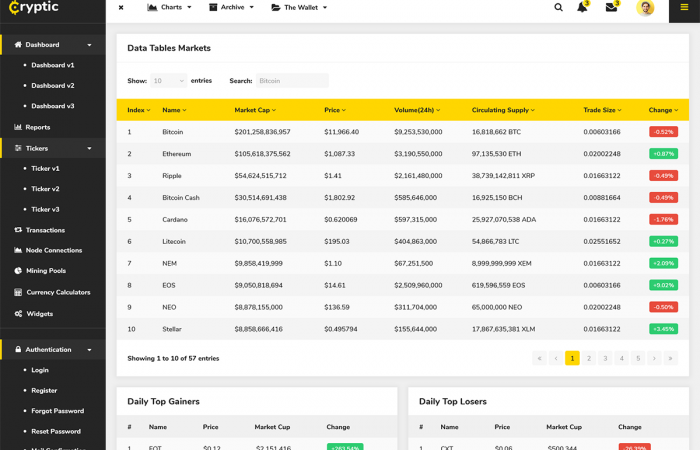 Cryptic
Charts
Archive
The Wallet
3
3
Dashboard
Dashboard v1
Dashboard v2
Dashboard v3
Reports
Tickers
Ticker v1
Ticker v2
Ticker v3
Transactions
Node Connections
Mining Pools
Currency Calculators
Widgets
Authentication
Login
Register
Forgot Password
Reset Password
Data Tables Markets
Show: 10 entries Search: Bitcoin
Index Name Market Cap Price Volume(24h) Circulating Supply Trade Size Change
1 Bitcoin $201,258,836,957 $11,966.40 $9,253,530,000 16,818,662 BTC 0.00603166 -0.52%
2 Ethereum $105,618,375,562 $1,087.33 $3,190,550,000 97,135,530 ETH 0.02002248 +0.87%
3 Ripple $54,624,515,712 $1.41 $2,161,480,000 38,739,142,811 XRP 0.01663122 -0.49%
4 Bitcoin Cash $30,514,691,438 $1,802.92 $585,646,000 16,925,150 BCH 0.00881664 -0.49%
5 Cardano $16,076,572,701 $0.620069 $597,315,000 25,927,070,538 ADA 0.01663122 -1.76%
6 Litecoin $10,700,558,985 $195.03 $404,863,000 54,866,783 LTC 0.02551652 +0.27%
7 NEM $9,858,419,999 $1.10 $67,251,500 8,999,999,999 XEM 0.01663122 +2.09%
8 EOS $9,050,818,694 $14.61 $2,509,960,000 619,596,559 EOS 0.00603166 +9.02%
9 NEO $8,878,155,000 $136.59 $311,704,000 65,000,000 NEO 0.02002248 -0.50%
10 Stellar $8,858,666,416 $0.495794 $155,644,000 17,867,635,381 XLM 0.01663122 +3.45%
Showing 1 to 10 of 57 entries « ‹ 1 2 3 4 5 › »
Daily Top Gainers
# Name Price Market Cup Change
1 $0.12 $2,151,416
Daily Top Losers
# Name Price Market Cup Change
1 CXT $0.06 $500,344